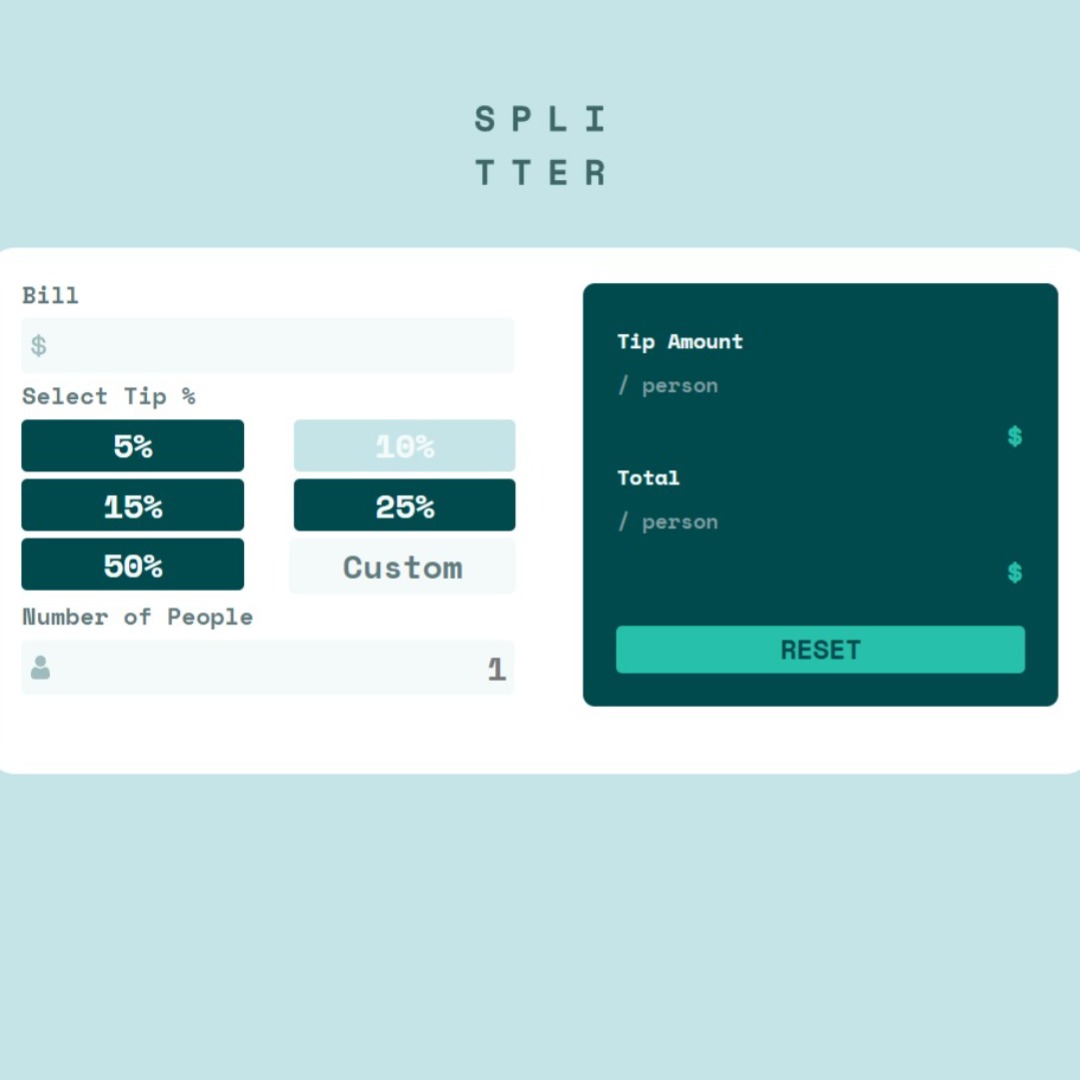 SPLI
TTER
Bill
$
Select Tip %
5%
10%
15%
25%
50%
Custom
Number of People
1
Tip Amount
/ person
$
Total
/ person
$
RESET